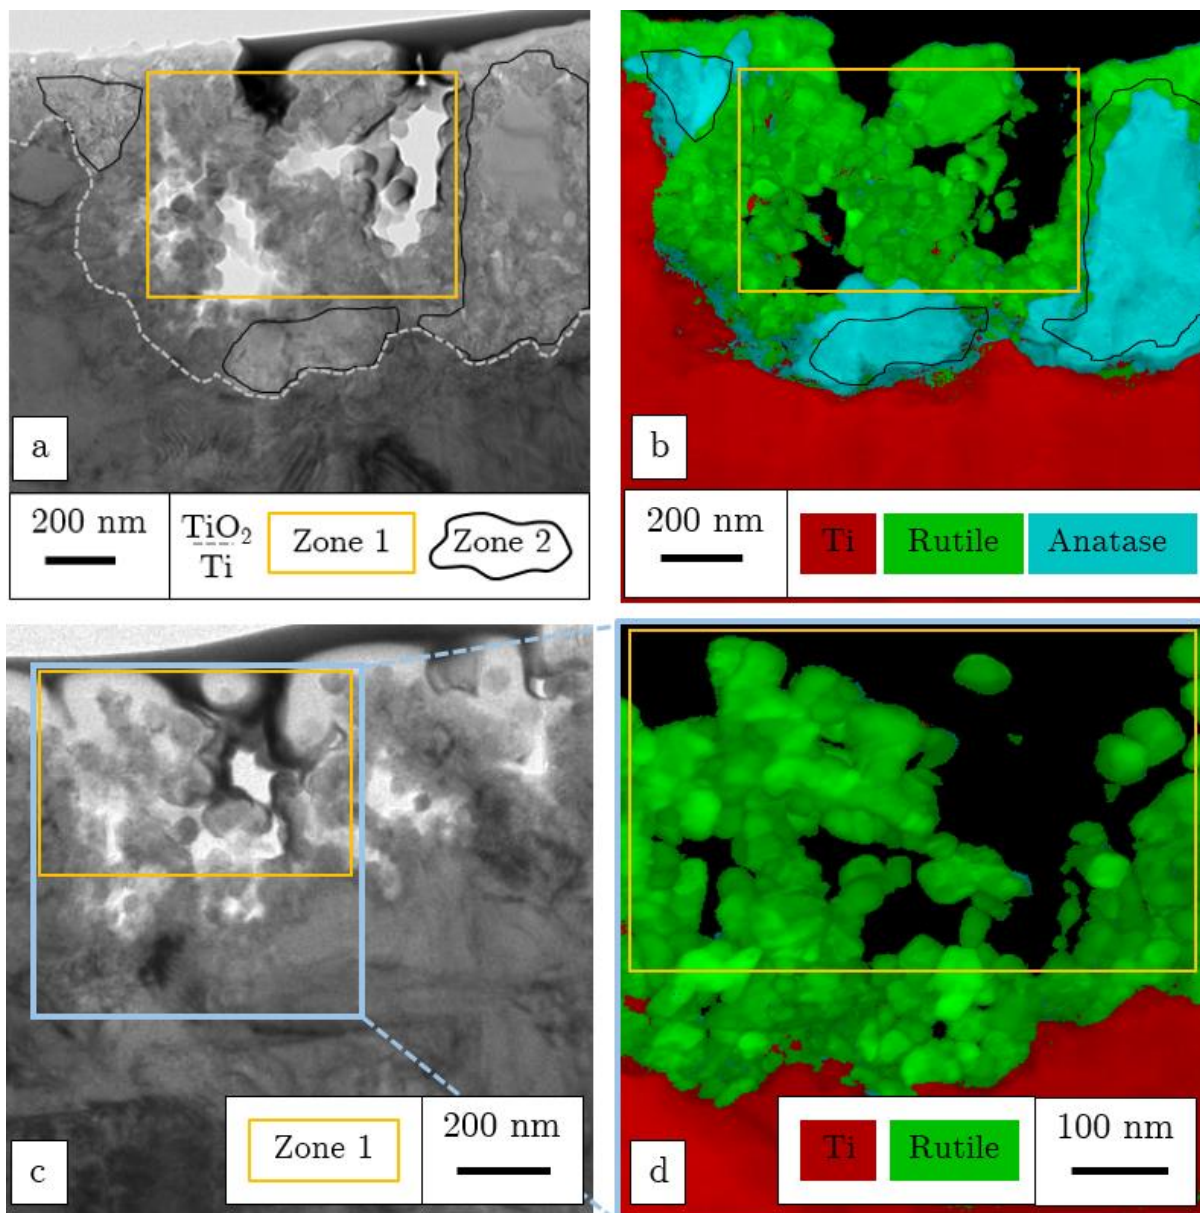 a
200 nm
TiO₂
Ti
Zone 1
Zone 2
b
200 nm
Ti
Rutile
Anatase
c
Zone 1
200 nm
d
Ti
Rutile
100 nm